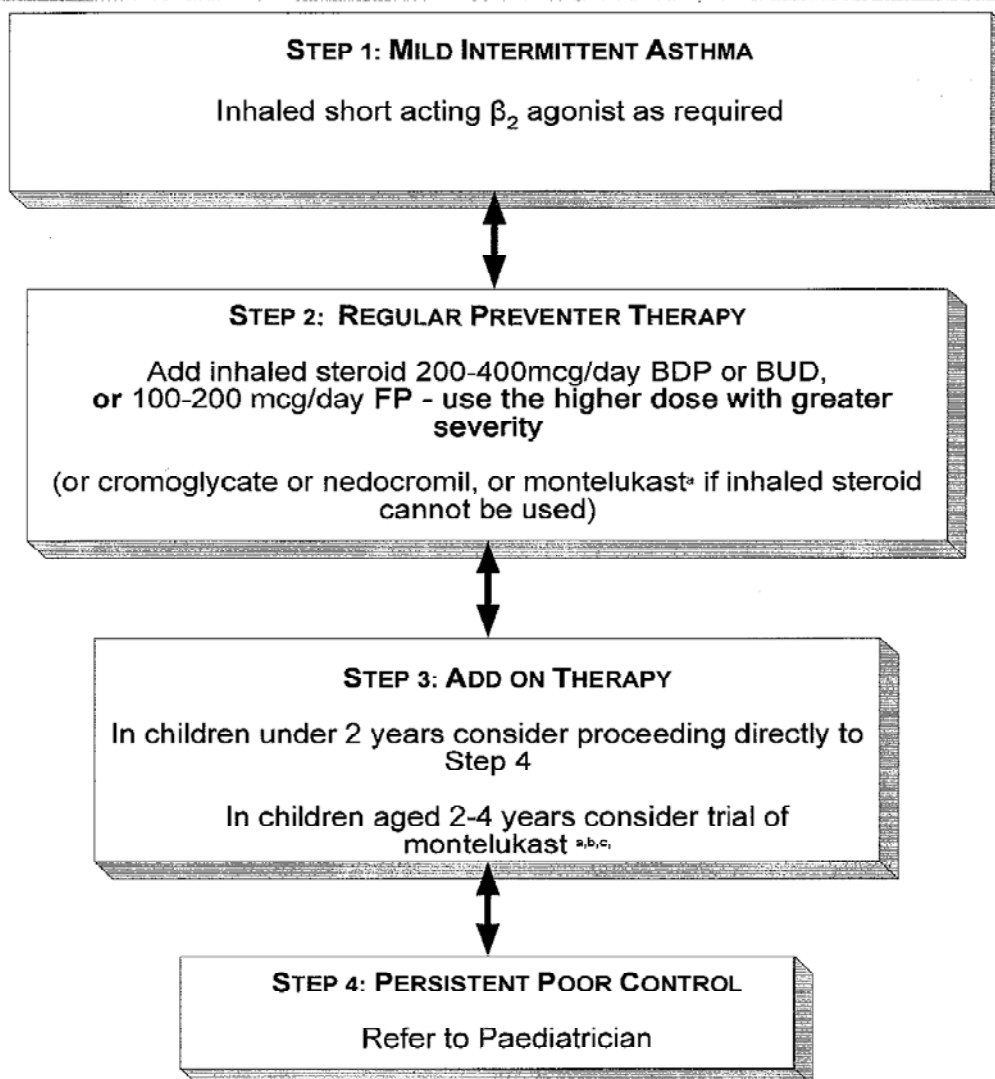 STEP 1: MILD INTERMITTENT ASTHMA
Inhaled short acting β₂ agonist as required
STEP 2: REGULAR PREVENTER THERAPY
Add inhaled steroid 200-400mcg/day BDP or BUD,
or 100-200 mcg/day FP - use the higher dose with greater
severity
(or cromoglycate or nedocromil, or montelukastᵃ if inhaled steroid
cannot be used)
STEP 3: ADD ON THERAPY
In children under 2 years consider proceeding directly to
Step 4
In children aged 2-4 years consider trial of
montelukast a,b,c,
STEP 4: PERSISTENT POOR CONTROL
Refer to Paediatrician